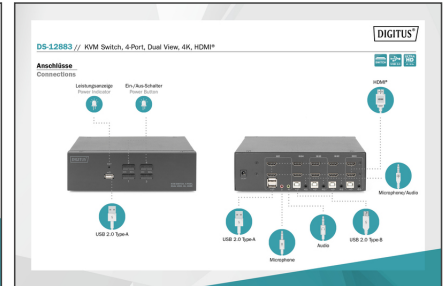 DIGITUS®
DS-12883 // KVM Switch, 4-Port, Dual View, 4K, HDMI®
Anschlüsse
Connections
Leistungsanzeige
Power indicator
Ein-/Aus-Schalter
Power Button
HDMI®
DIGITUS
Microphone/Audio
USB 2.0 Type-A
USB 2.0 Type-A
Audio
USB 2.0 Type-B
Microphone